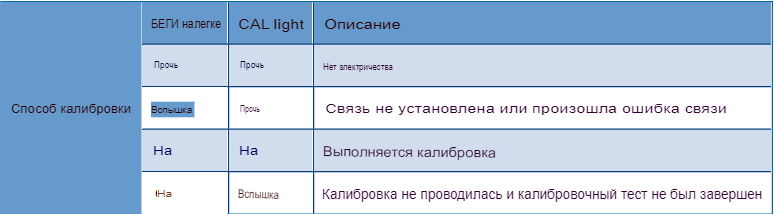 БЕГИ налегке CAL light Описание
Прочь Прочь Нет электричества
Способ калибровки Вспышка Прочь Связь не установлена или произошла ошибка связи
На На Выполняется калибровка
На Вспышка Калибровка не проводилась и калибровочный тест не был завершен